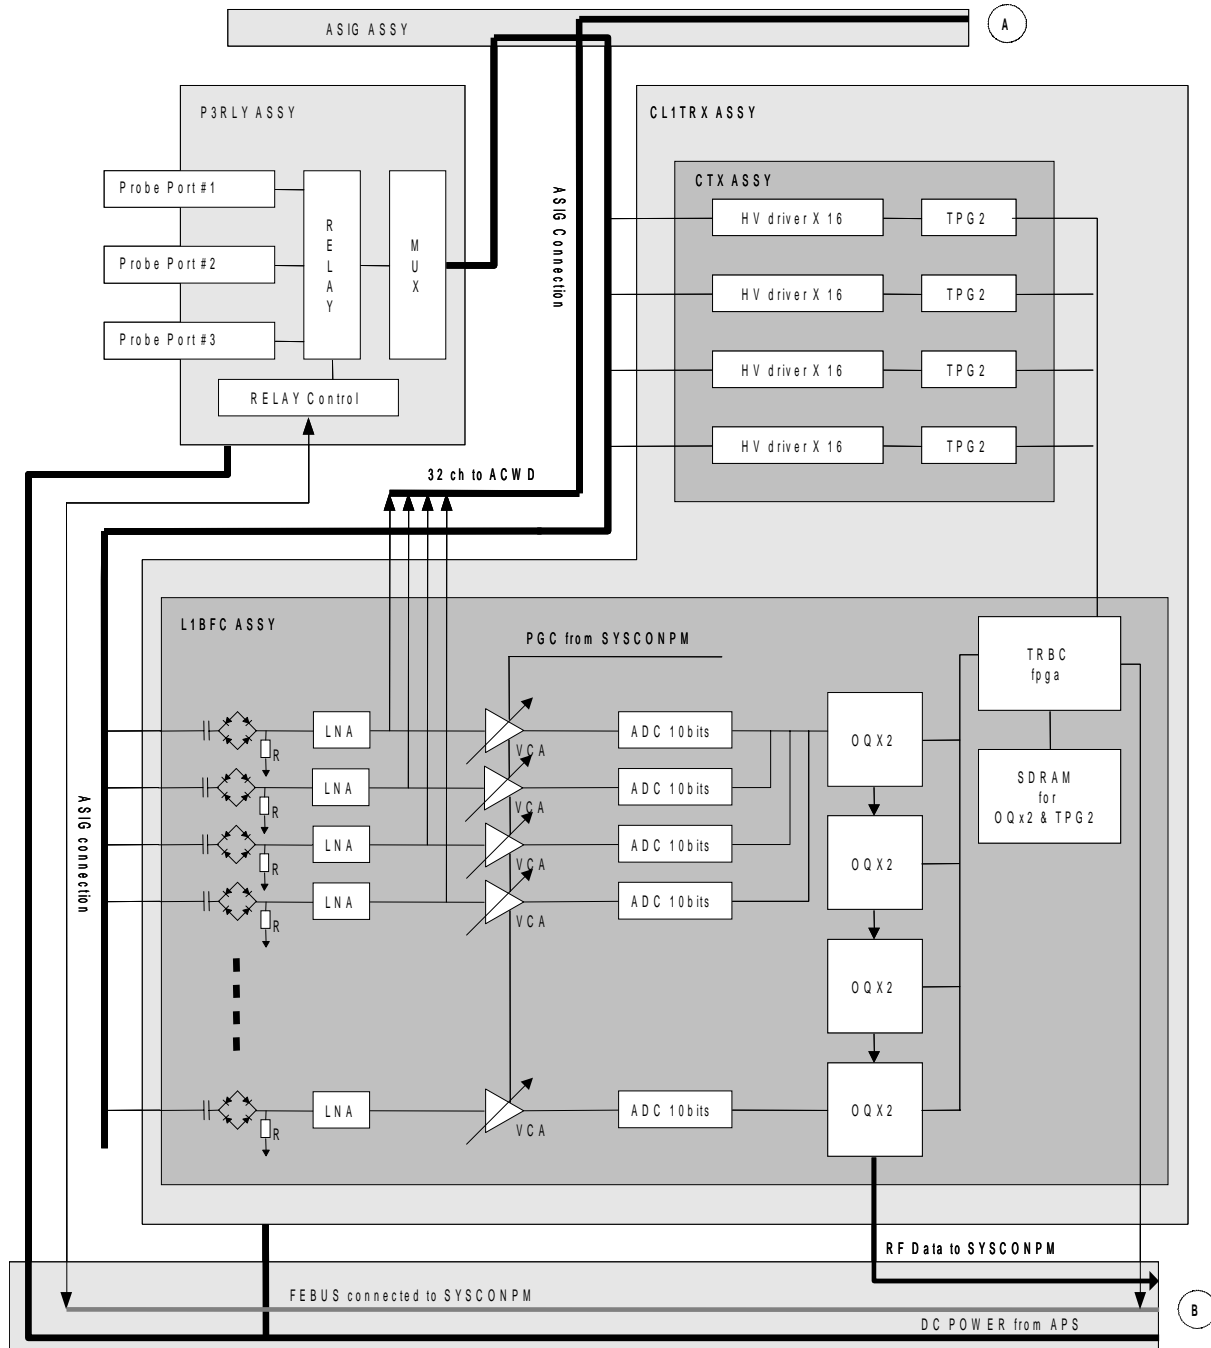 ASIG ASSY
A
P3RLY ASSY
CL1TRX ASSY
CTX ASSY
Probe Port #1
Probe Port #2
Probe Port #3
RELAY
MUX
RELAY Control
ASIG Connection
HV driver X 16
TPG2
HV driver X 16
TPG2
HV driver X 16
TPG2
HV driver X 16
TPG2
32 ch to ACWD
L1BFC ASSY
PGC from SYSCONPM
TRBC
fpga
SDRAM
for
OQx2 & TPG2
ASIG connection
R
LNA
VCA
ADC 10bits
OQX2
R
LNA
VCA
ADC 10bits
R
LNA
VCA
ADC 10bits
OQX2
R
LNA
VCA
ADC 10bits
OQX2
R
LNA
VCA
ADC 10bits
OQX2
RF Data to SYSCONPM
FEBUS connected to SYSCONPM
B
DC POWER from APS